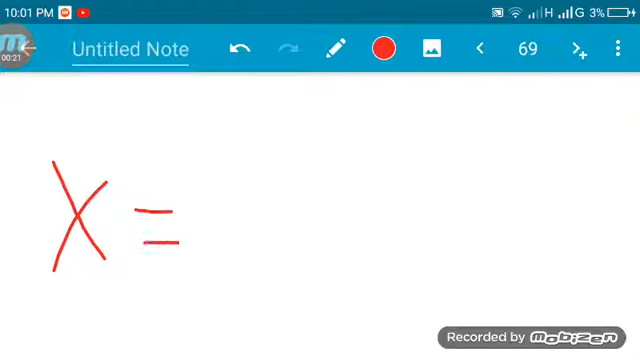 10:01 PM H G 3%
00:21 Untitled Note 69
X =
Recorded by mobizen